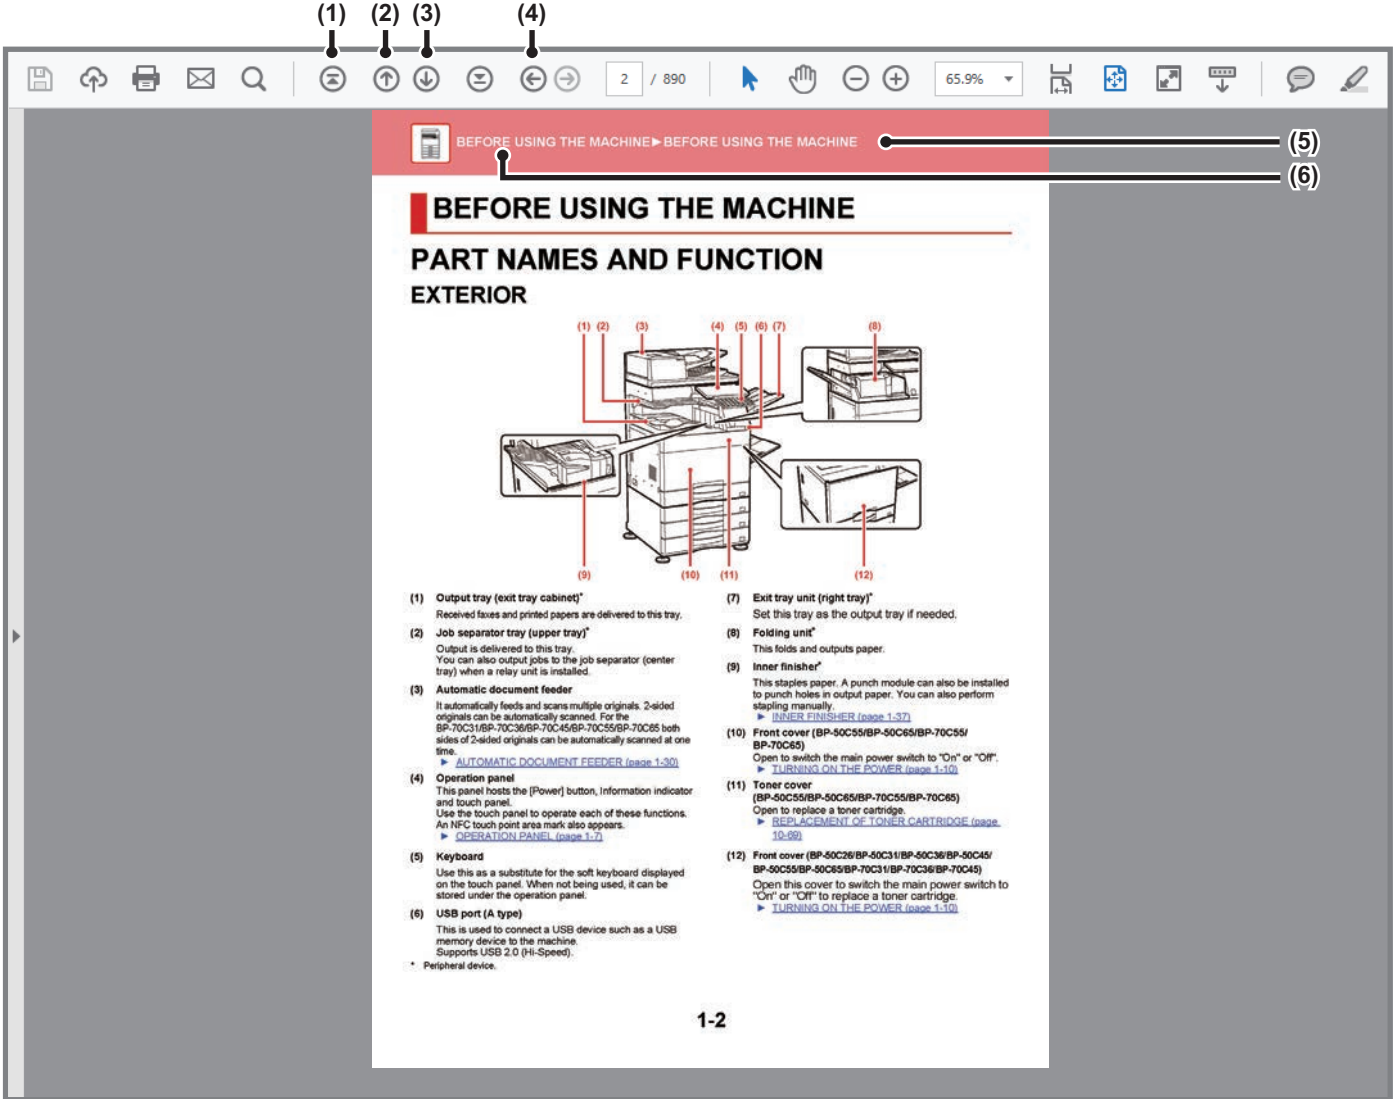 (1) (2) (3) (4)
2 / 890 65.9%
BEFORE USING THE MACHINE►BEFORE USING THE MACHINE
(5)
(6)
BEFORE USING THE MACHINE
PART NAMES AND FUNCTION
EXTERIOR
(1) (2) (3) (4) (5) (6) (7) (8)
(9) (10) (11) (12)
(1) Output tray (exit tray cabinet)*
Received faxes and printed papers are delivered to this tray.
(2) Job separator tray (upper tray)*
Output is delivered to this tray.
You can also output jobs to the job separator (center
tray) when a relay unit is installed.
(3) Automatic document feeder
It automatically feeds and scans multiple originals. 2-sided
originals can be automatically scanned. For the
BP-70C31/BP-70C36/BP-70C45/BP-70C55/BP-70C65 both
sides of 2-sided originals can be automatically scanned at one
time.
► AUTOMATIC DOCUMENT FEEDER (page 1-30)
(4) Operation panel
This panel hosts the [Power] button, Information indicator
and touch panel.
Use the touch panel to operate each of these functions.
An NFC touch point area mark also appears.
► OPERATION PANEL (page 1-7)
(5) Keyboard
Use this as a substitute for the soft keyboard displayed
on the touch panel. When not being used, it can be
stored under the operation panel.
(6) USB port (A type)
This is used to connect a USB device such as a USB
memory device to the machine.
Supports USB 2.0 (Hi-Speed).
* Peripheral device.
(7) Exit tray unit (right tray)*
Set this tray as the output tray if needed.
(8) Folding unit*
This folds and outputs paper.
(9) Inner finisher*
This staples paper. A punch module can also be installed
to punch holes in output paper. You can also perform
stapling manually.
► INNER FINISHER (page 1-37)
(10) Front cover (BP-50C55/BP-50C65/BP-70C55/
BP-70C65)
Open to switch the main power switch to "On" or "Off".
► TURNING ON THE POWER (page 1-10)
(11) Toner cover
(BP-50C55/BP-50C65/BP-70C55/BP-70C65)
Open to replace a toner cartridge.
► REPLACEMENT OF TONER CARTRIDGE (page
10-69)
(12) Front cover (BP-50C26/BP-50C31/BP-50C36/BP-50C45/
BP-50C55/BP-50C65/BP-70C31/BP-70C36/BP-70C45)
Open this cover to switch the main power switch to
"On" or "Off" to replace a toner cartridge.
► TURNING ON THE POWER (page 1-10)
1-2